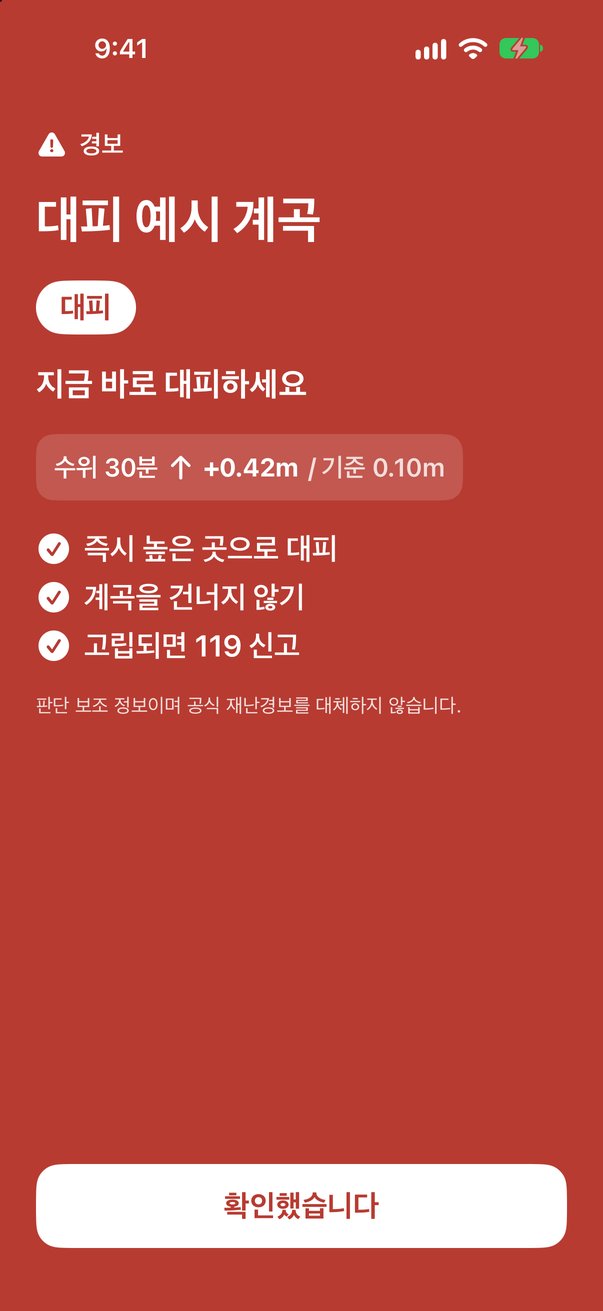 9:41
경보
대피 예시 계곡
대피
지금 바로 대피하세요
수위 30분 ↑ +0.42m / 기준 0.10m
즉시 높은 곳으로 대피
계곡을 건너지 않기
고립되면 119 신고
판단 보조 정보이며 공식 재난경보를 대체하지 않습니다.
확인했습니다